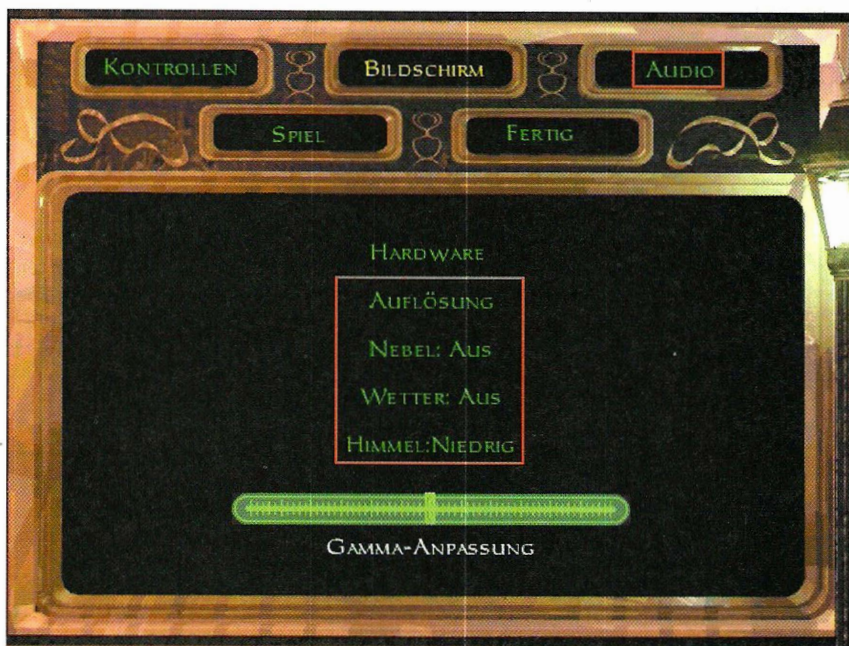 Kontrollen Bildschirm Audio
Spiel Fertig
Hardware
Auflösung
Nebel: Aus
Wetter: Aus
Himmel:Niedrig
Gamma-Anpassung